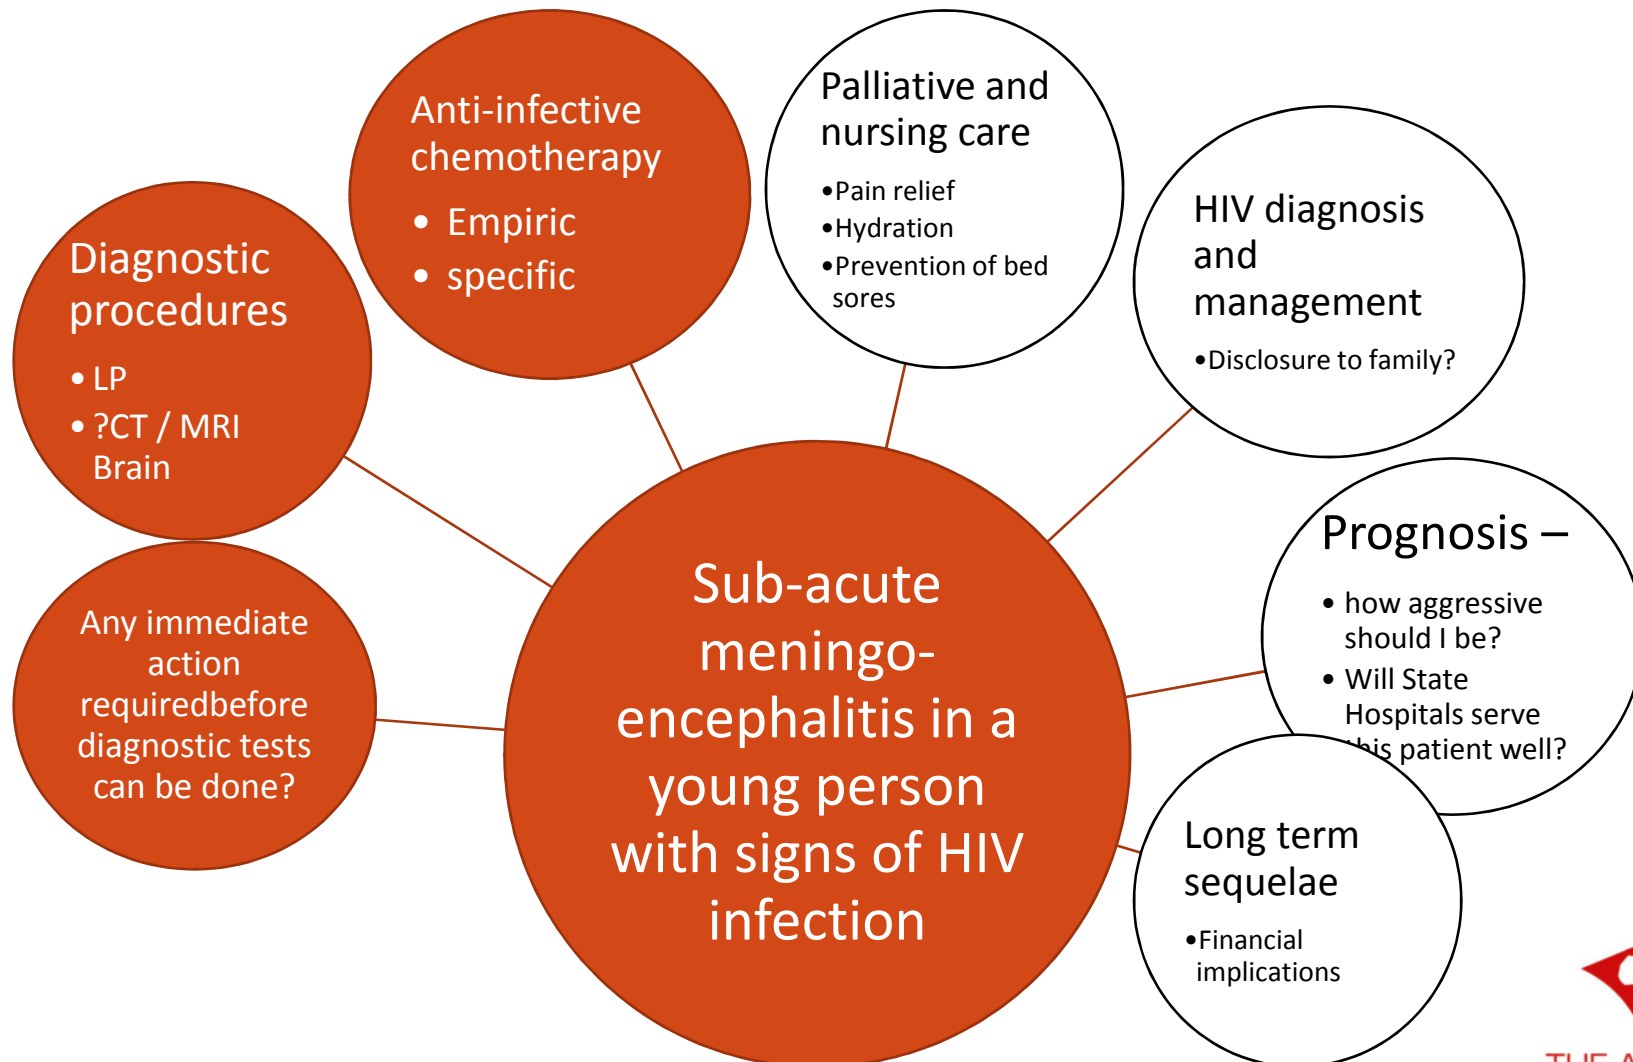 Diagnostic
procedures
• LP
• ?CT / MRI
Brain
Anti-infective
chemotherapy
• Empiric
• specific
Palliative and
nursing care
•Pain relief
•Hydration
•Prevention of bed
sores
HIV diagnosis
and
management
•Disclosure to family?
Prognosis –
• how aggressive
should I be?
• Will State
Hospitals serve
this patient well?
Long term
sequelae
•Financial
implications
Any immediate
action
requiredbefore
diagnostic tests
can be done?
Sub-acute
meningo-
encephalitis in a
young person
with signs of HIV
infection
THE A